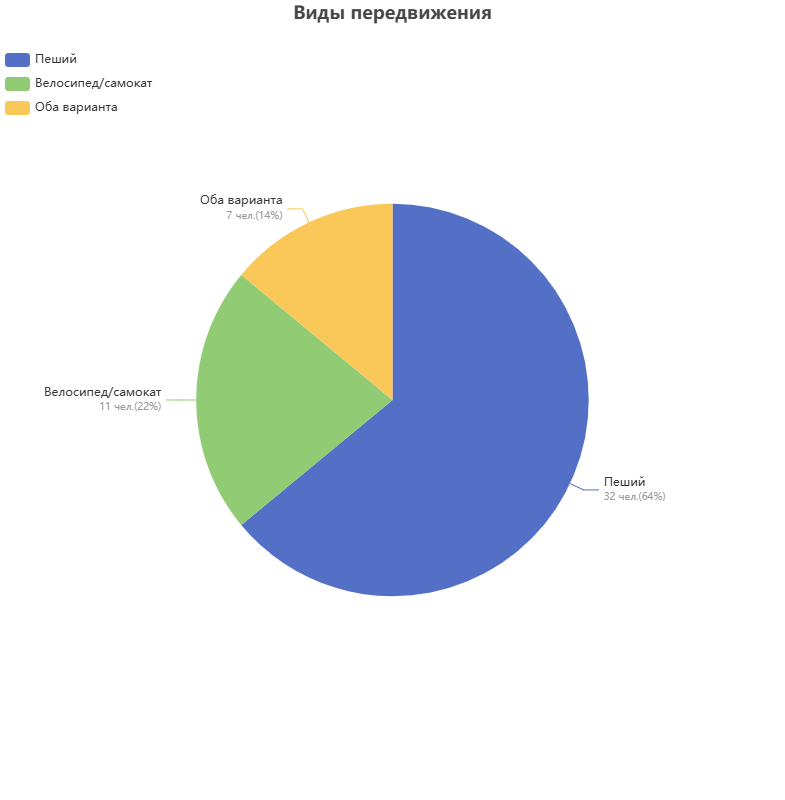 Виды передвижения
Пеший
Велосипед/самокат
Оба варианта
Оба варианта
7 чел.(14%)
Велосипед/самокат
11 чел.(22%)
Пеший
32 чел.(64%)